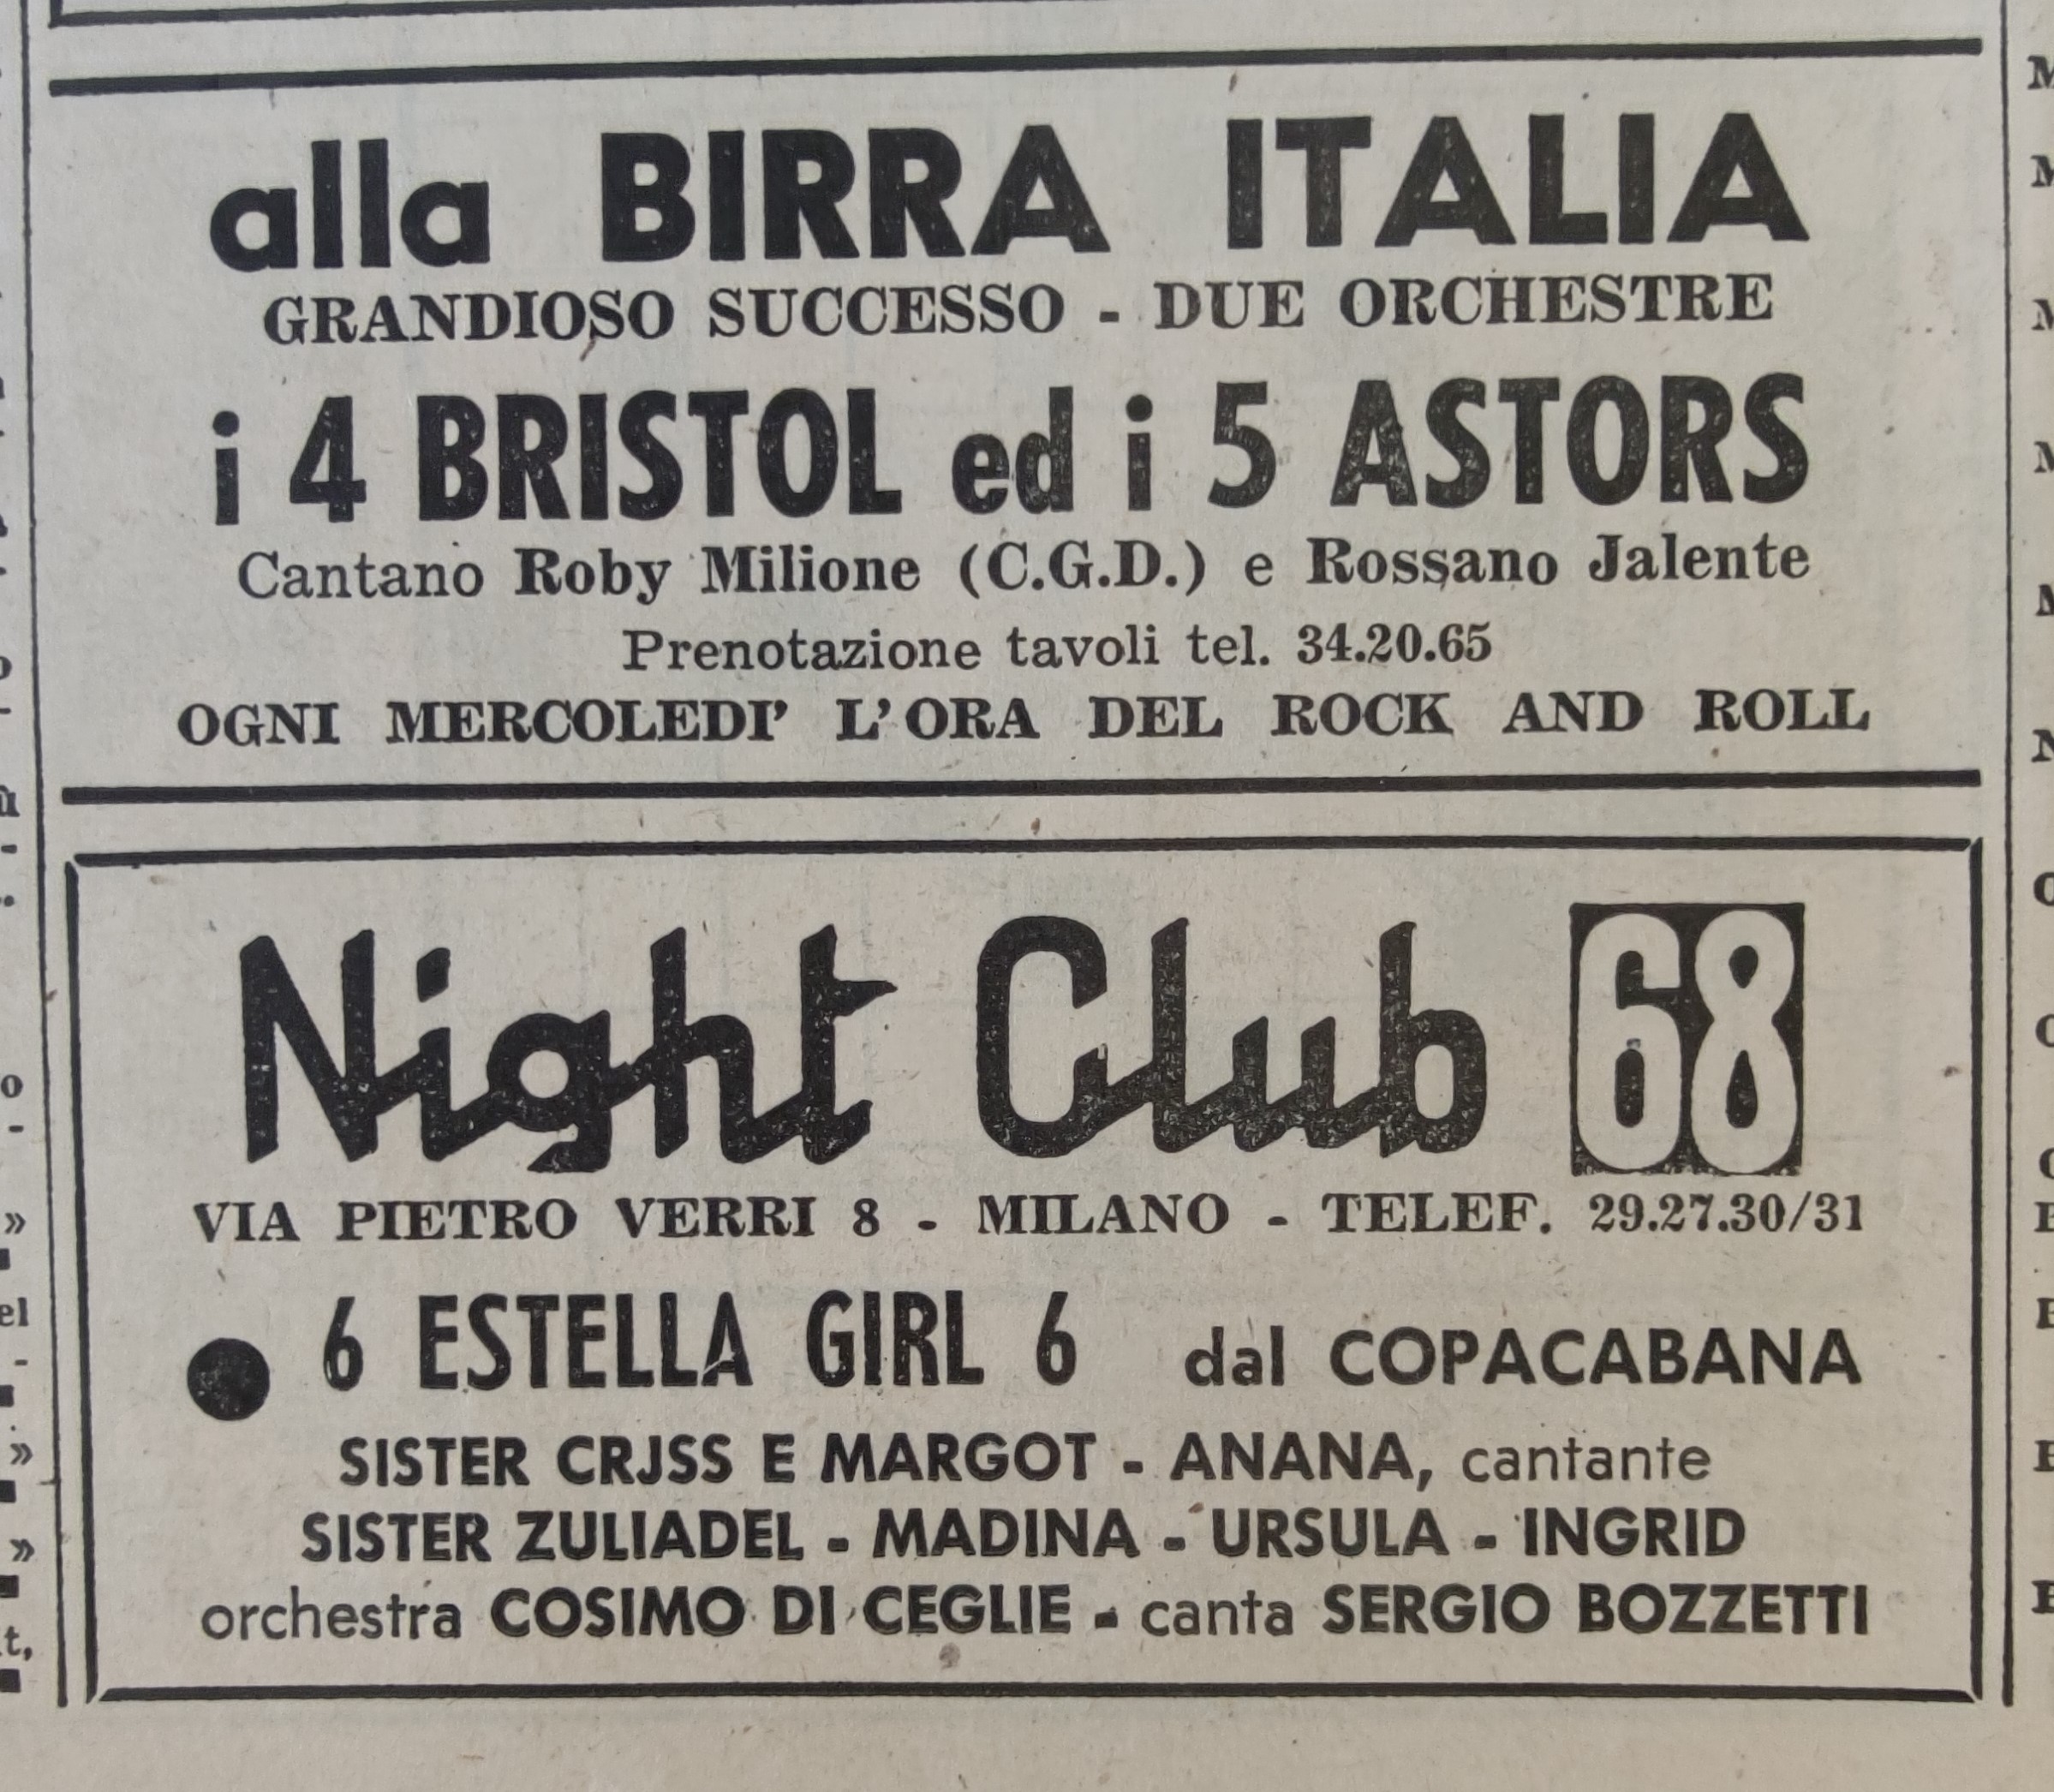 alla BIRRA ITALIA
GRANDIOSO SUCCESSO - DUE ORCHESTRE
i 4 BRISTOL ed i 5 ASTORS
Cantano Roby Milione (C.G.D.) e Rossano Jalente
Prenotazione tavoli tel. 34.20.65
OGNI MERCOLEDI' L'ORA DEL ROCK AND ROLL
Night Club 68
VIA PIETRO VERRI 8 - MILANO - TELEF. 29.27.30/31
● 6 ESTELLA GIRL 6 dal COPACABANA
SISTER CRJSS E MARGOT - ANANA, cantante
SISTER ZULIADEL - MADINA - URSULA - INGRID
orchestra COSIMO DI CEGLIE - canta SERGIO BOZZETTI